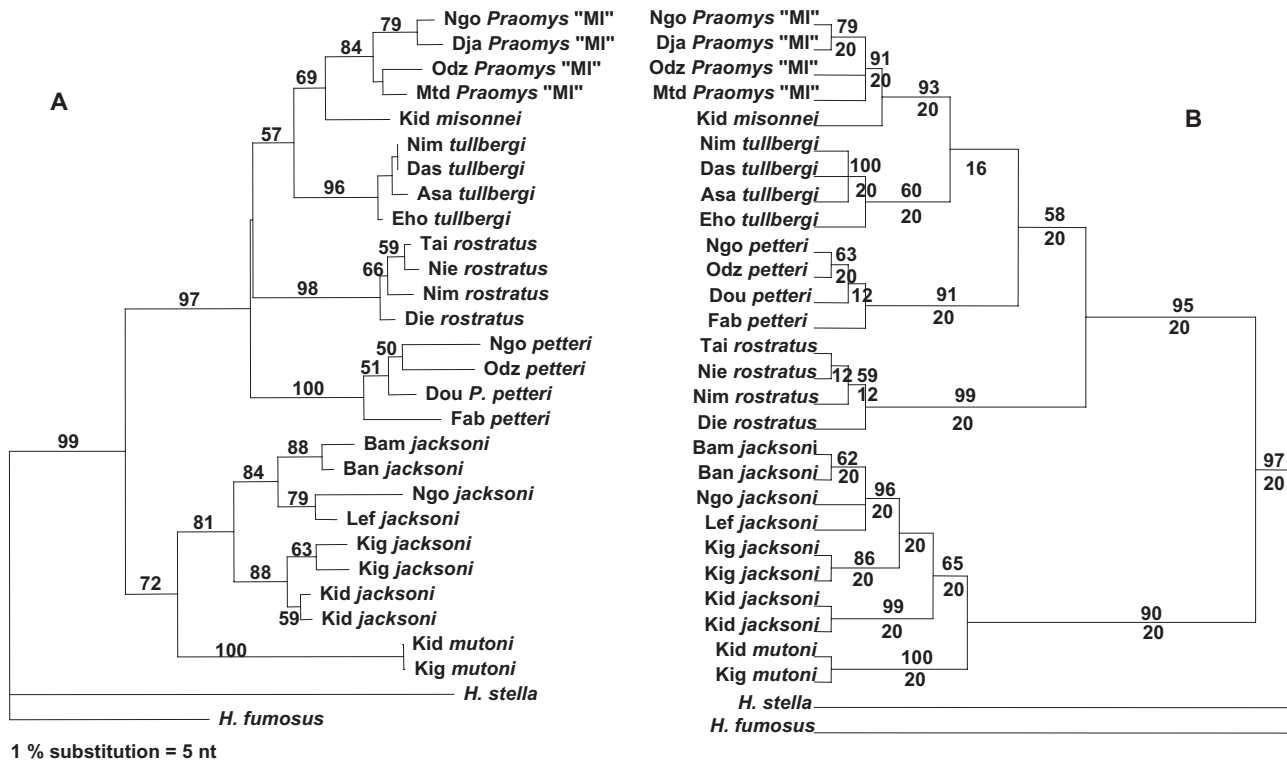 A
79
Ngo Praomys "MI"
Dja Praomys "MI"
84
Odz Praomys "MI"
Mtd Praomys "MI"
69
Kid misonnei
57
Nim tullbergi
Das tullbergi
96
Asa tullbergi
Eho tullbergi
59
Tai rostratus
66
Nie rostratus
98
Nim rostratus
Die rostratus
97
50
Ngo petteri
51
Odz petteri
100
Dou P. petteri
Fab petteri
99
88
Bam jacksoni
84
Ban jacksoni
79
Ngo jacksoni
Lef jacksoni
81
63
Kig jacksoni
88
Kig jacksoni
72
Kid jacksoni
59
Kid jacksoni
100
Kid mutoni
Kig mutoni
H. stella
H. fumosus
1 % substitution = 5 nt
B
Ngo Praomys "MI"
79
Dja Praomys "MI"
20
91
Odz Praomys "MI"
20
93
Mtd Praomys "MI"
20
Kid misonnei
Nim tullbergi
100
16
Das tullbergi
20
60
Asa tullbergi
20
Eho tullbergi
58
20
Ngo petteri
63
Odz petteri
20
Dou petteri
12
91
20
Fab petteri
95
20
Tai rostratus
Nie rostratus
12
59
Nim rostratus
12
99
Die rostratus
20
Bam jacksoni
62
Ban jacksoni
20
97
20
Ngo jacksoni
96
20
Lef jacksoni
Kig jacksoni
20
86
Kig jacksoni
20
65
20
Kid jacksoni
99
Kid jacksoni
20
90
20
Kid mutoni
100
Kig mutoni
20
H. stella
H. fumosus